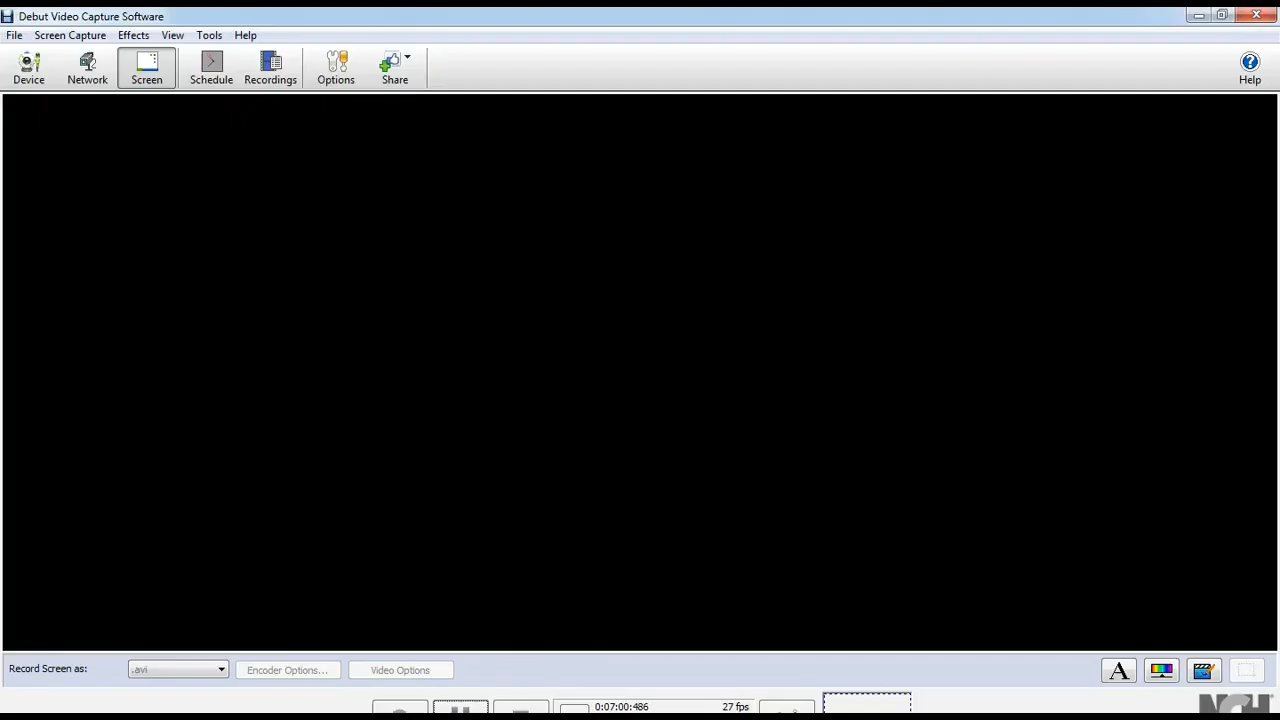 Debut Video Capture Software
File Screen Capture Effects View Tools Help
Device Network Screen Schedule Recordings Options Share Help
Record Screen as: .avi Encoder Options... Video Options A
0:07:00:486 27 fps
NCH